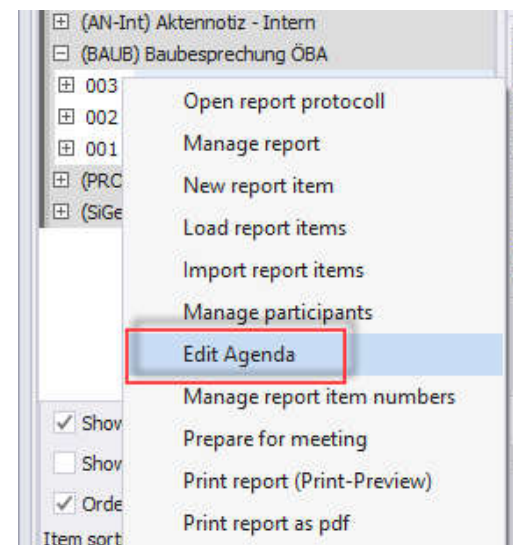 (AN-Int) Aktennotiz - Intern
(BAUB) Baubesprechung ÖBA
003
002
001
(PRC
(SiGe
Open report protocoll
Manage report
New report item
Load report items
Import report items
Manage participants
Edit Agenda
Manage report item numbers
Prepare for meeting
Print report (Print-Preview)
Print report as pdf
Show
Show
Orde
Item sort